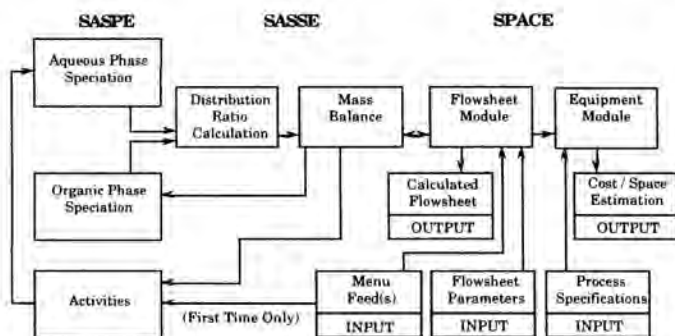 SASPE
SASSE
SPACE
Aqueous Phase
Speciation
Distribution
Ratio
Calculation
Mass
Balance
Flowsheet
Module
Equipment
Module
Organic Phase
Speciation
Calculated
Flowsheet
OUTPUT
Cost / Space
Estimation
OUTPUT
Activities
(First Time Only)
Menu
Feed(s)
INPUT
Flowsheet
Parameters
INPUT
Process
Specifications
INPUT